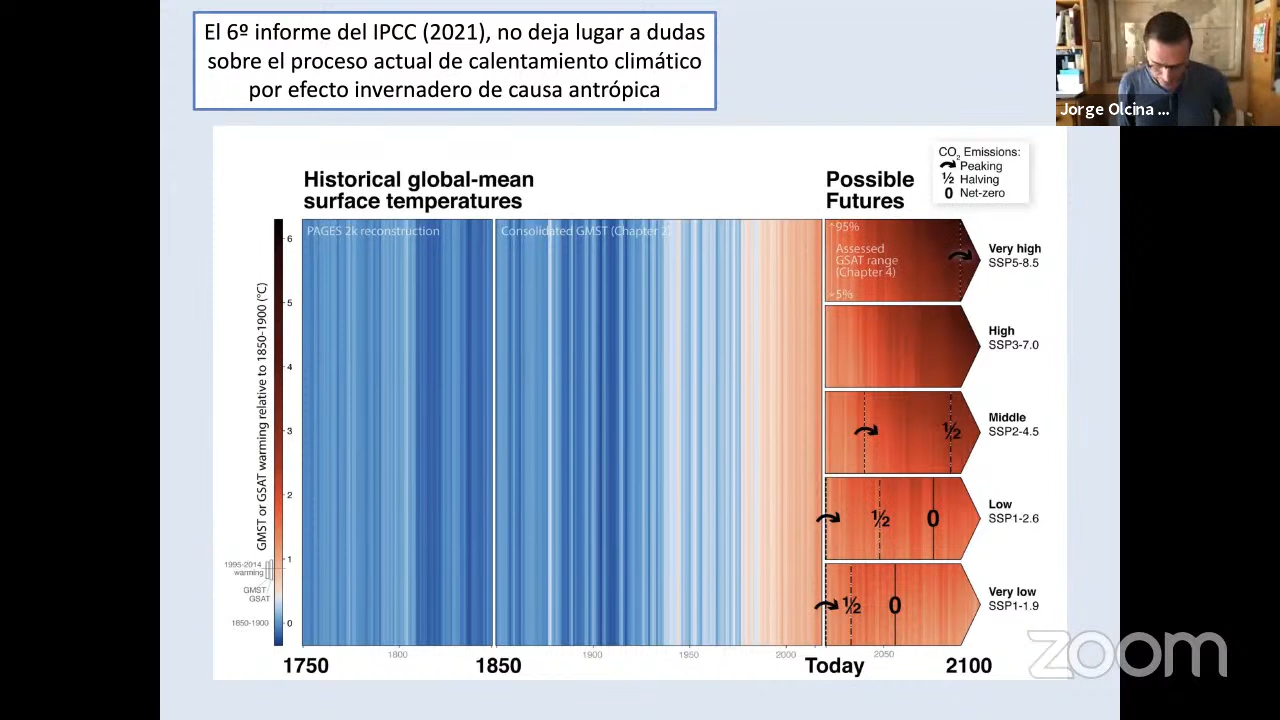 El 6º informe del IPCC (2021), no deja lugar a dudas
sobre el proceso actual de calentamiento climático
por efecto invernadero de causa antrópica
Jorge Olcina ...
CO2 Emissions:
Peaking
½ Halving
0 Net-zero
Historical global-mean
surface temperatures
Possible
Futures
PAGES 2k reconstruction
Consolidated GMST (Chapter 2)
~95%
Assessed
GSAT range
(Chapter 4)
~5%
Very high
SSP5-8.5
High
SSP3-7.0
Middle
SSP2-4.5
½
Low
SSP1-2.6
½
0
Very low
SSP1-1.9
½
0
GMST or GSAT warming relative to 1850-1900 (°C)
6
5
4
3
2
1
0
1995-2014
warming
GMST
GSAT
1850-1900
1750
1800
1850
1900
1950
2000
Today
2050
2100
zoom